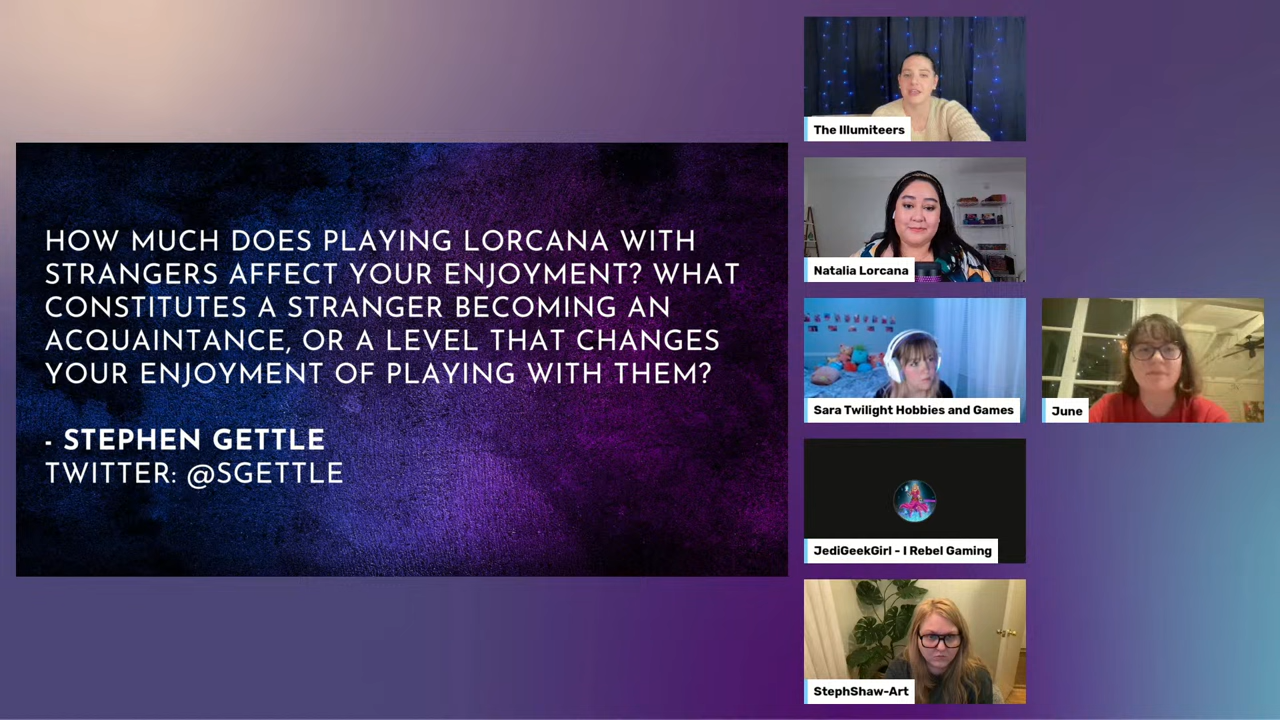 HOW MUCH DOES PLAYING LORCANA WITH
STRANGERS AFFECT YOUR ENJOYMENT? WHAT
CONSTITUTES A STRANGER BECOMING AN
ACQUAINTANCE, OR A LEVEL THAT CHANGES
YOUR ENJOYMENT OF PLAYING WITH THEM?
- STEPHEN GETTLE
TWITTER: @SGETTLE
The Illumiteers
Natalia Lorcana
Sara Twilight Hobbies and Games
June
JediGeekGirl - I Rebel Gaming
StephShaw-Art